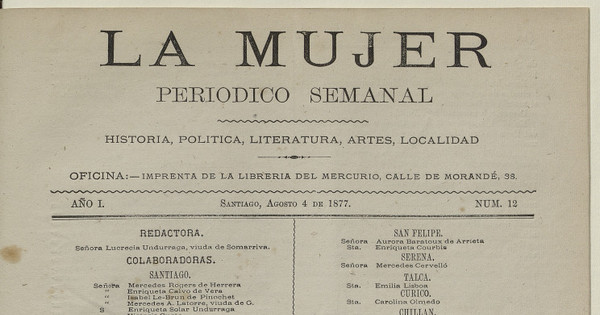 LA MUJER
PERIODICO SEMANAL
HISTORIA, POLITICA, LITERATURA, ARTES, LOCALIDAD
OFICINA:—IMPRENTA DE LA LIBRERIA DEL MERCURIO, CALLE DE MORANDÉ, 38.
AÑO I. SANTIAGO, AGOSTO 4 DE 1877. NUM. 12
REDACTORA.
Señora Lucrecia Undurraga, viuda de Somarriva.
COLABORADORAS.
SANTIAGO.
Señora Mercedes Rogers de Herrera
" Enriqueta Calvo de Vera
" Isabel Le-Brun de Pinochet
" Mercedes A. Latorre, viuda de G.
S Enriqueta Solar Undurraga
SAN FELIPE.
Señora Aurora Baratoux de Arrieta
Sta. Enriqueta Courbis
SERENA.
Señora Mercedes Cervelló
TALCA.
Sta. Emilia Lisboa
CURICO.
Sta. Carolina Olmedo
CHILLAN.